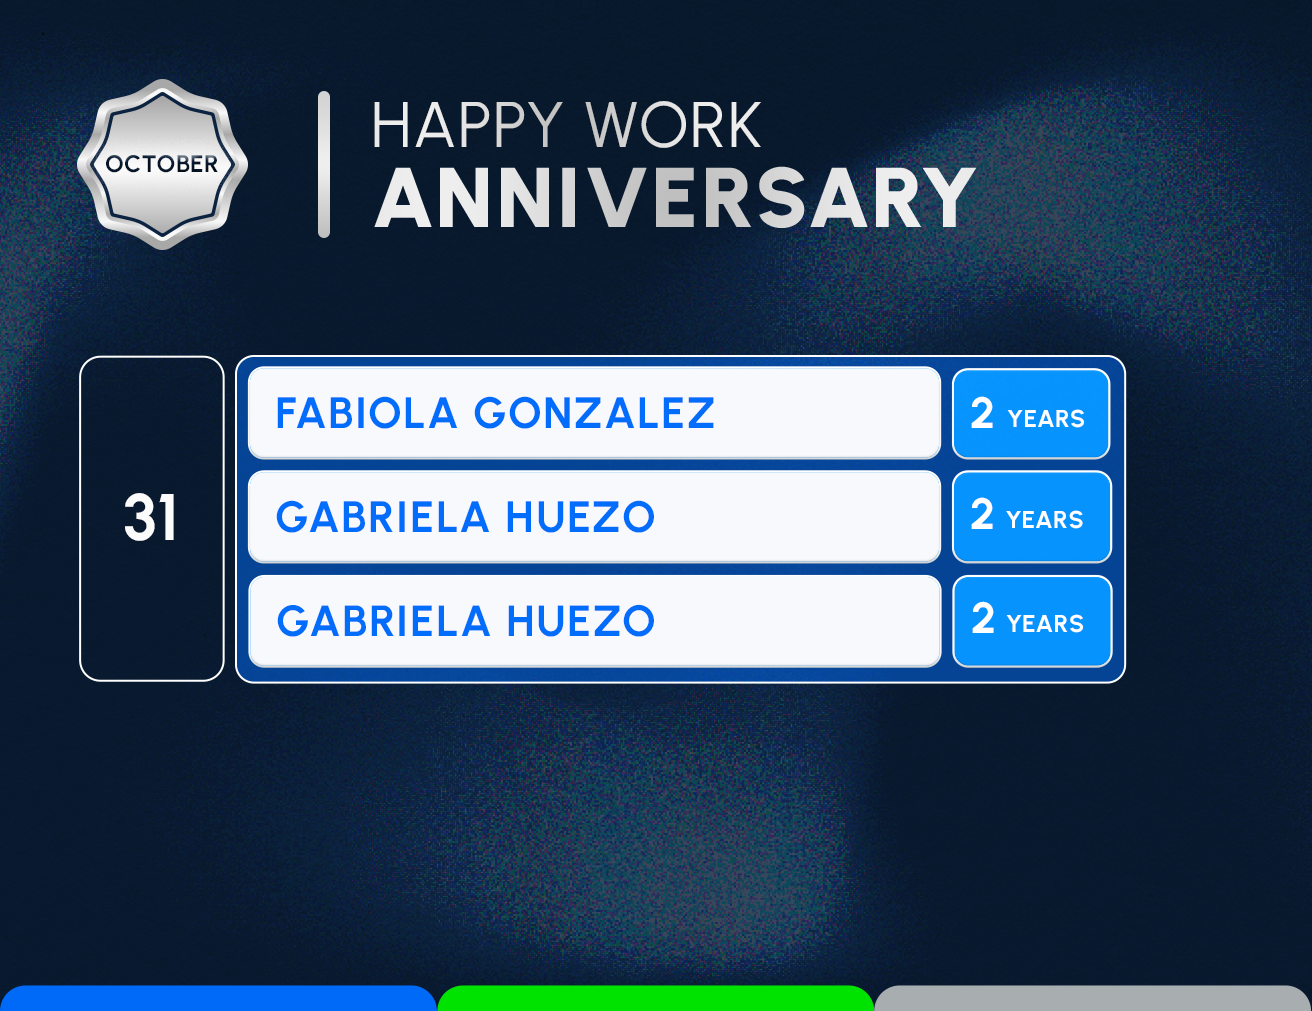 OCTOBER
HAPPY WORK
ANNIVERSARY
31
FABIOLA GONZALEZ
2 YEARS
GABRIELA HUEZO
2 YEARS
GABRIELA HUEZO
2 YEARS